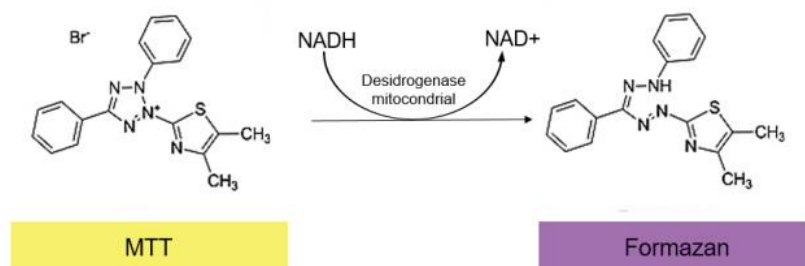 Br-
NADH
NAD+
Desidrogenase
mitocondrial
N
N
N
N+
S
N
CH3
CH3
N
NH
N
N
S
N
CH3
CH3
MTT
Formazan